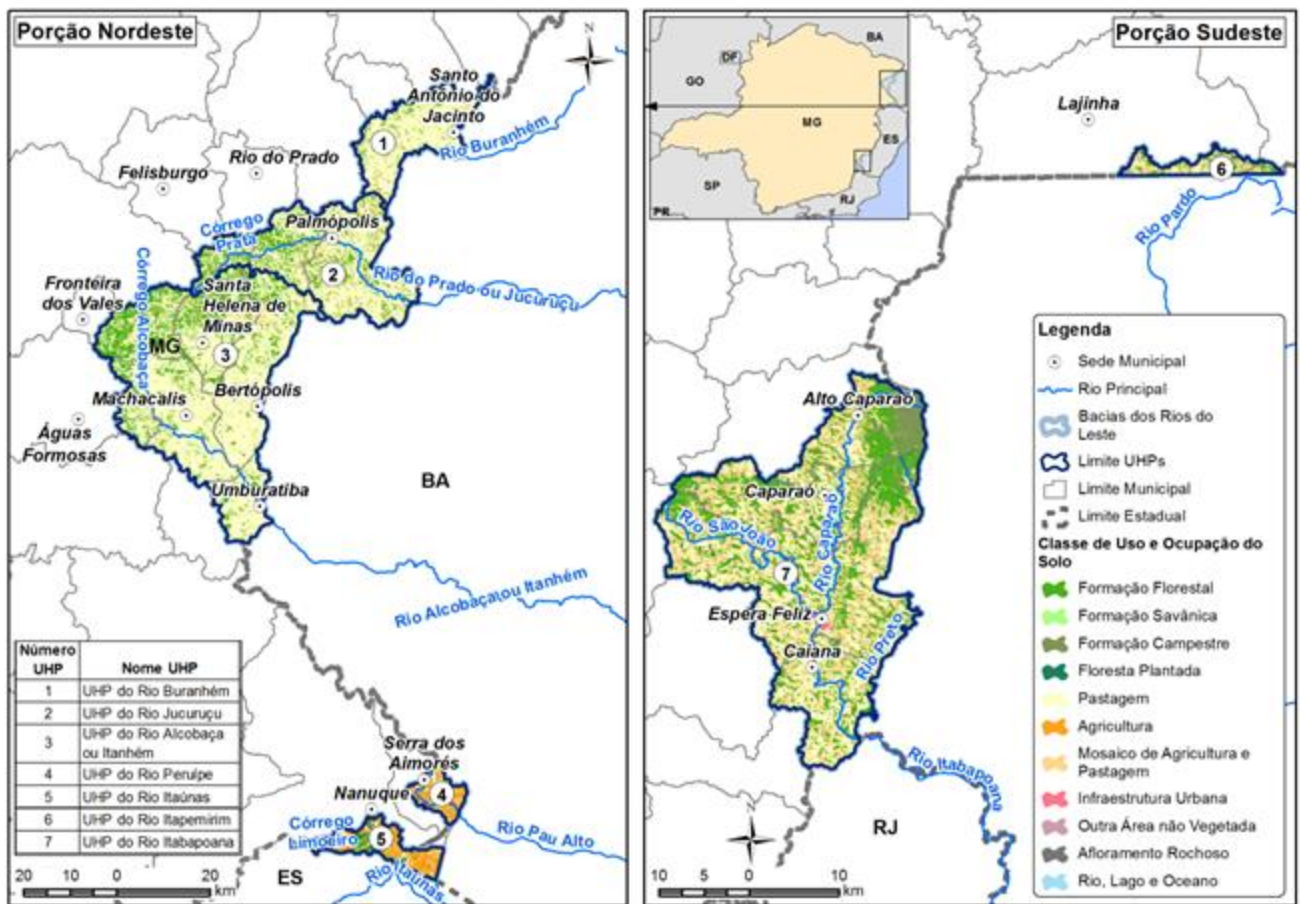 Porção Nordeste
N
Santo
Antônio do
Jacinto
1
Rio Buranhém
Rio do Prado
Felisburgo
Córrego
Prata
Palmópolis
2
Rio do Prado ou Jucuruçu
Córrego Alcobaça
Fronteira
dos Vales
Santa
Helena de
Minas
MG
3
Machacalis
Bertópolis
Águas
Formosas
BA
Umburatiba
Rio Alcobaça ou Itanhém
Número
UHP
Nome UHP
1
UHP do Rio Buranhém
2
UHP do Rio Jucuruçu
3
UHP do Rio Alcobaça
ou Itanhém
4
UHP do Rio Peruípe
5
UHP do Rio Itaúnas
6
UHP do Rio Itapemirim
7
UHP do Rio Itabapoana
Serra dos
Aimorés
Nanuque
4
Córrego
Limoeiro
5
Rio Pau Alto
Rio Itaúnas
ES
20 10 0 20
km
Porção Sudeste
BA
DF
GO
MG
ES
SP
RJ
PR
Lajinha
6
Rio Pardo
Alto Caparaó
Caparaó
Rio Caparaó
Rio São João
7
Espera Feliz
Caiana
Rio Preto
Rio Itabapoana
RJ
10 5 0 10
km
Legenda
Sede Municipal
Rio Principal
Bacias dos Rios do
Leste
Limite UHPs
Limite Municipal
Limite Estadual
Classe de Uso e Ocupação do
Solo
Formação Florestal
Formação Savânica
Formação Campestre
Floresta Plantada
Pastagem
Agricultura
Mosaico de Agricultura e
Pastagem
Infraestrutura Urbana
Outra Área não Vegetada
Afloramento Rochoso
Rio, Lago e Oceano